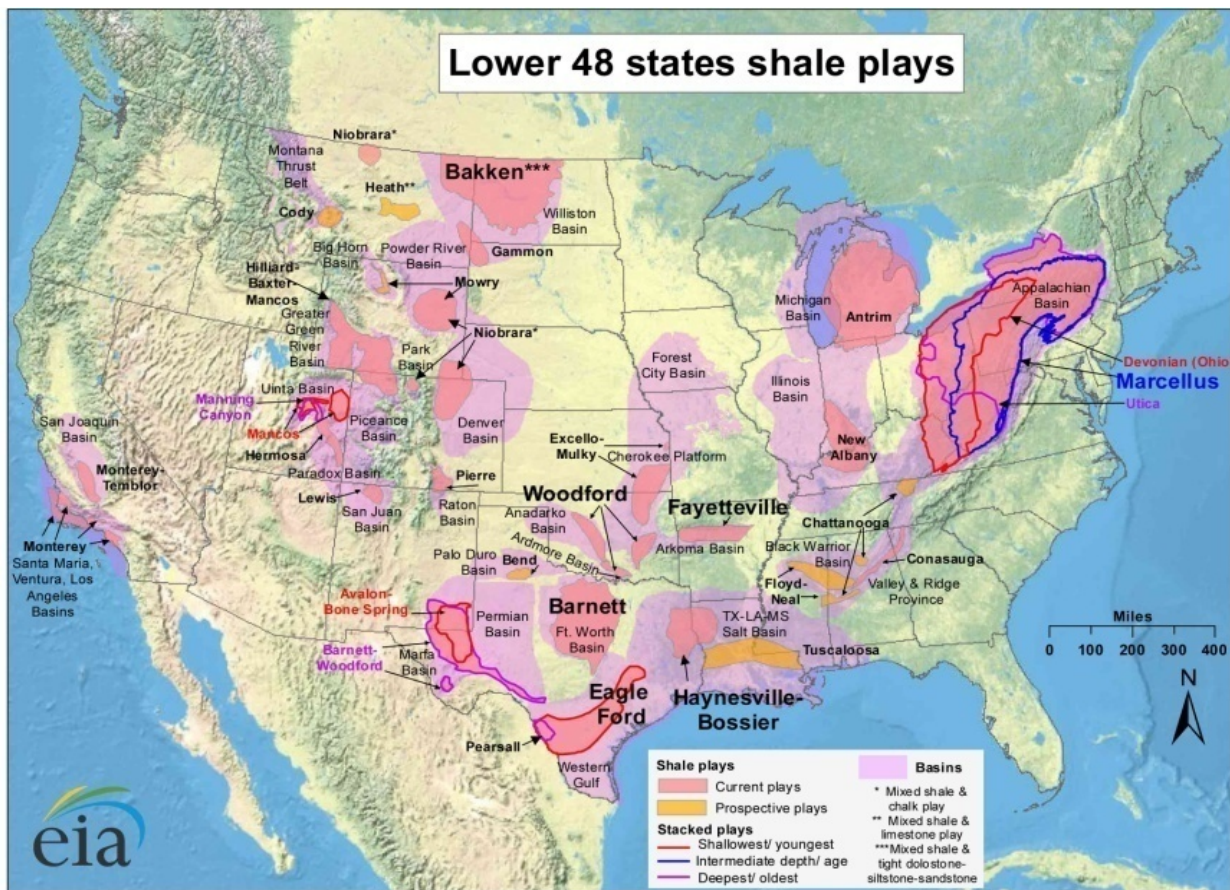 Lower 48 states shale plays
Niobrara*
Montana
Thrust
Belt
Bakken***
Heath**
Cody
Williston
Basin
Big Horn
Basin
Powder River
Basin
Gammon
Hilliard-
Baxter-
Mancos
Mowry
Greater
Green
River
Basin
Niobrara*
Park
Basin
Michigan
Basin
Antrim
Appalachian
Basin
Devonian (Ohio
Marcellus
Utica
Forest
City Basin
Illinois
Basin
Uinta Basin
Manning
Canyon
Mancos
Piceance
Basin
Denver
Basin
San Joaquin
Basin
Hermosa
Paradox Basin
Excello-
Mulky
Cherokee Platform
New
Albany
Monterey-
Temblor
Lewis
San Juan
Basin
Pierre
Raton
Basin
Woodford
Anadarko
Basin
Fayetteville
Arkoma Basin
Chattanooga
Ardmore Basin
Black Warrior
Basin
Conasauga
Monterey
Santa Maria,
Ventura, Los
Angeles
Basins
Palo Duro
Basin
Bend
Floyd-
Neal
Valley & Ridge
Province
Avalon-
Bone Spring
Permian
Basin
Barnett
Ft. Worth
Basin
TX-LA-MS
Salt Basin
Tuscaloosa
Barnett-
Woodford
Marfa
Basin
Eagle
Ford
Haynesville-
Bossier
Pearsall
Western
Gulf
Miles
0 100 200 300 400
N
Shale plays
Current plays
Prospective plays
Stacked plays
Shallowest/ youngest
Intermediate depth/ age
Deepest/ oldest
Basins
* Mixed shale &
chalk play
** Mixed shale &
limestone play
***Mixed shale &
tight dolostone-
siltstone-sandstone
eia